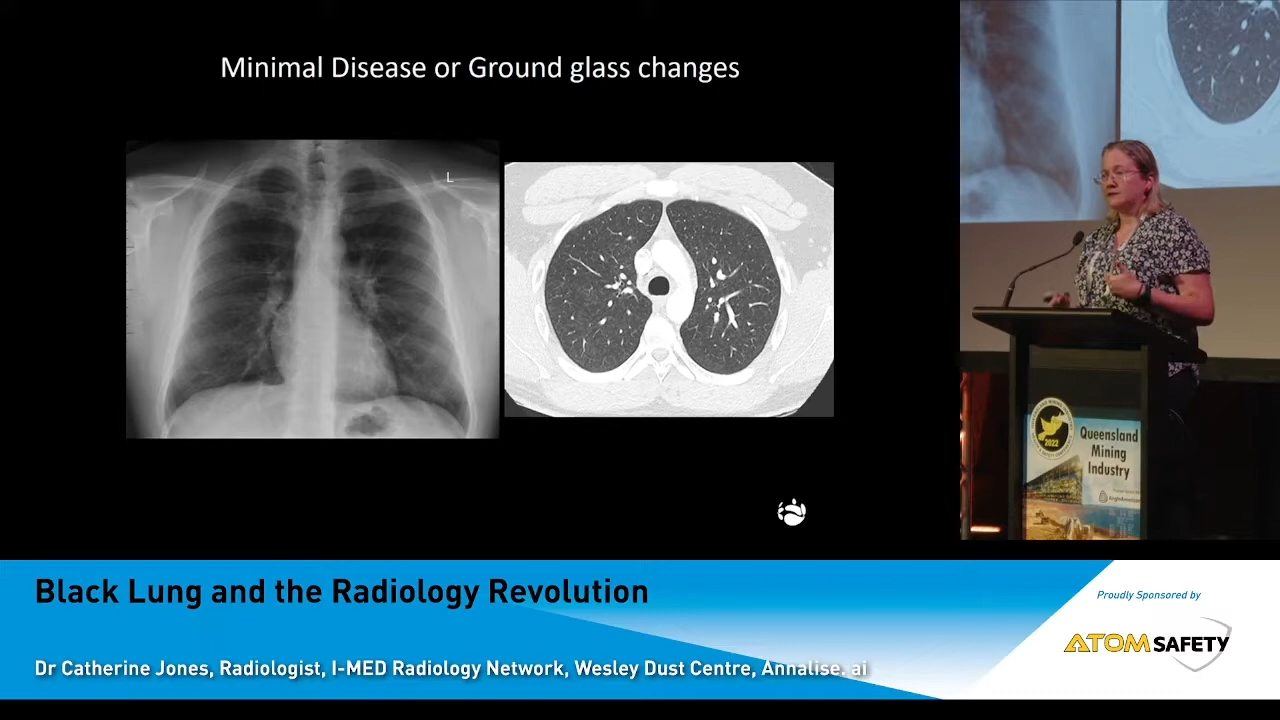 Minimal Disease or Ground glass changes
L
2022
Queensland
Mining
Industry
Black Lung and the Radiology Revolution
Dr Catherine Jones, Radiologist, I-MED Radiology Network, Wesley Dust Centre, Annalise. ai
Proudly Sponsored by
ATOM SAFETY